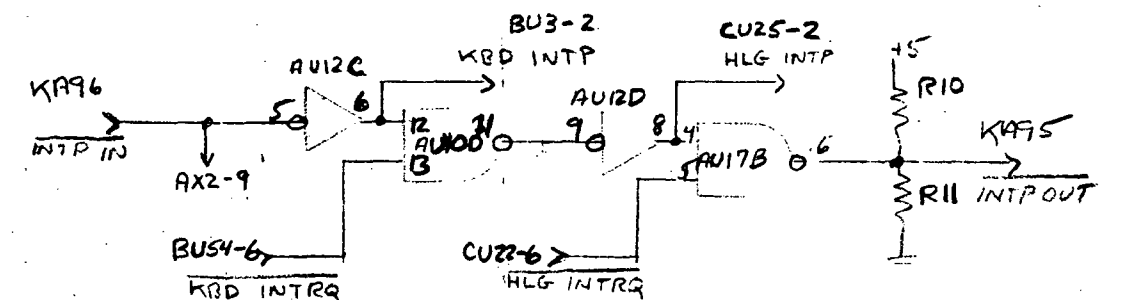 BU3-2
KBD INTP
CU25-2
HLG INTP
+5
R10
KA96
INTP IN
AX2-9
AU12C
5
6
12
13
11
AU10D
9
AU12D
8
4
5
AU17B
6
KA95
INTP OUT
R11
BU54-6
KBD INTRQ
CU22-6
HLG INTRQ